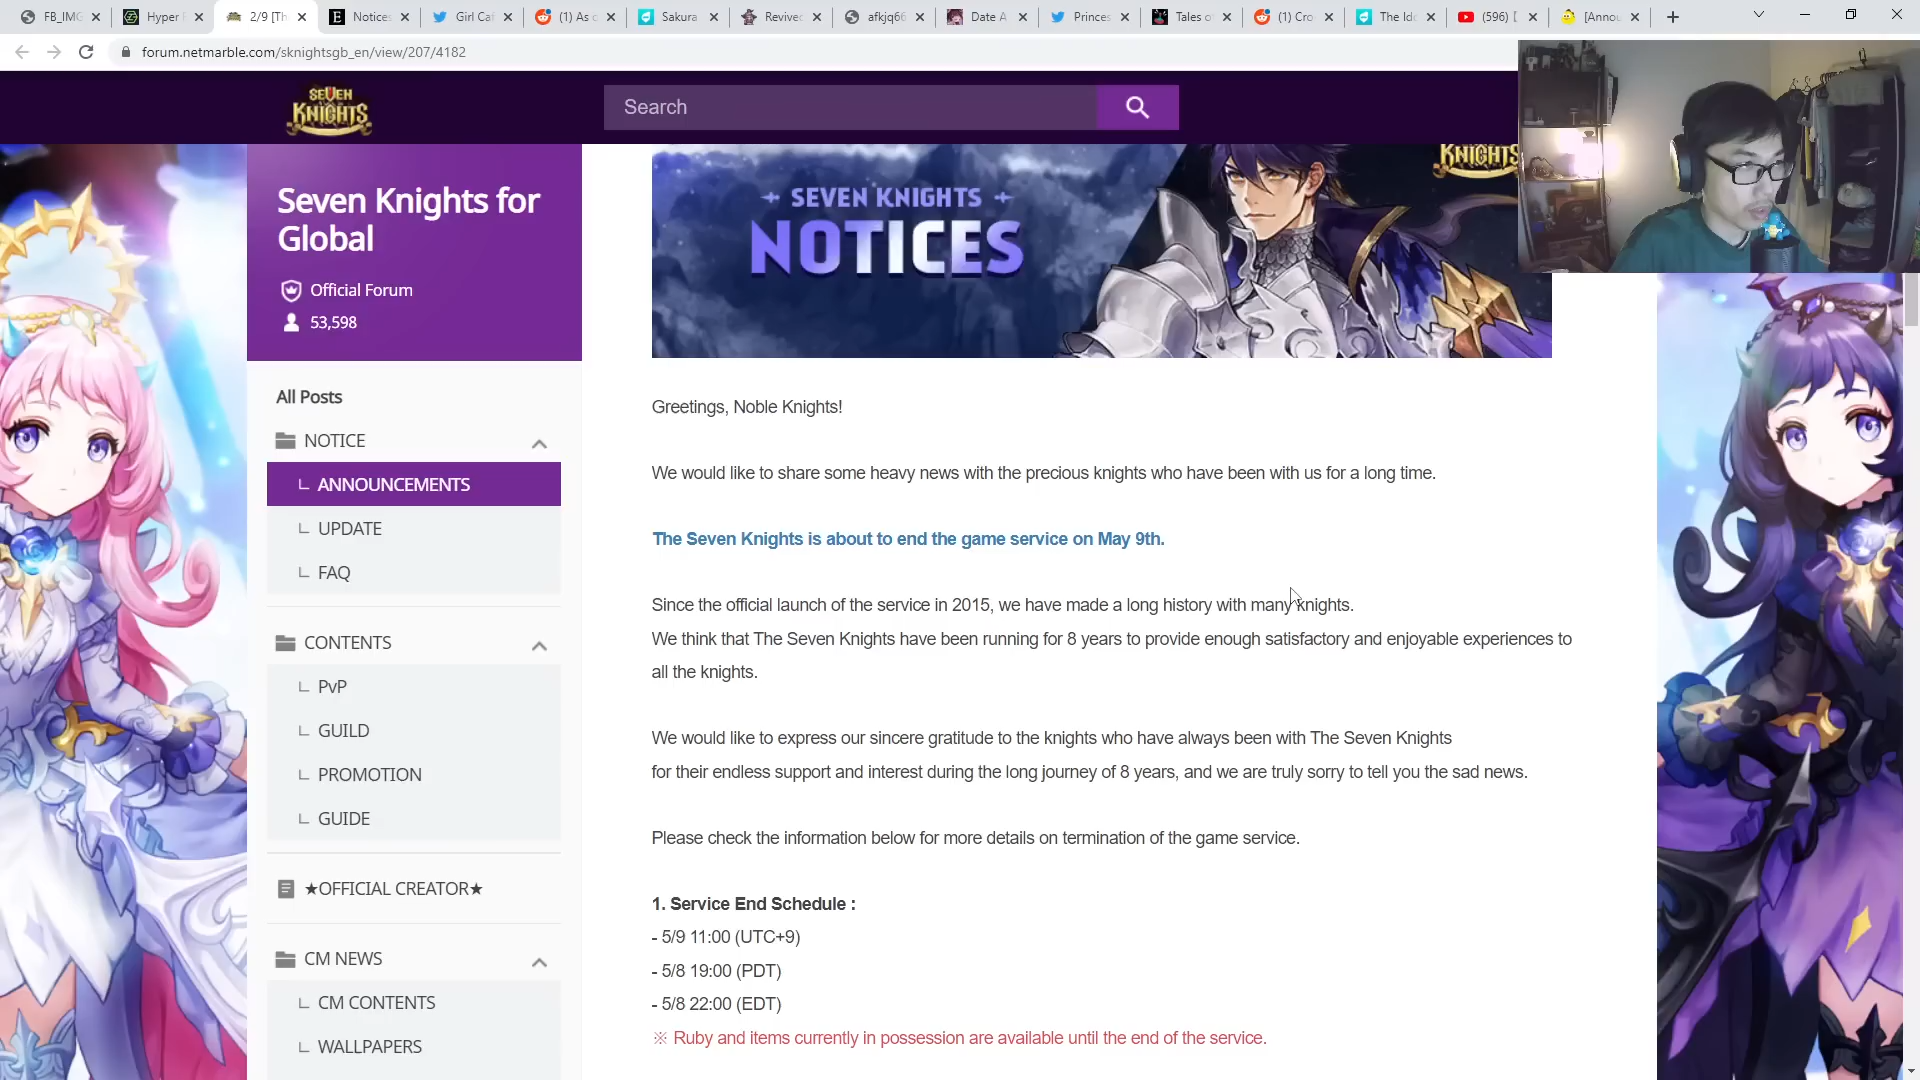 FB_IMG
Hyper
2/9 [Th
Notices
Girl Caf
(1) As c
Sakura
Revived
afkjq66
Date A
Princes
Tales o
(1) Cro
The Ido
(596)
[Annou
forum.netmarble.com/sknightsgb_en/view/207/4182
SEVEN
KNIGHTS
Search
Seven Knights for
Global
Official Forum
53,598
All Posts
NOTICE
ANNOUNCEMENTS
UPDATE
FAQ
CONTENTS
PvP
GUILD
PROMOTION
GUIDE
★OFFICIAL CREATOR★
CM NEWS
CM CONTENTS
WALLPAPERS
SEVEN KNIGHTS
NOTICES
KNIGHTS
Greetings, Noble Knights!
We would like to share some heavy news with the precious knights who have been with us for a long time.
The Seven Knights is about to end the game service on May 9th.
Since the official launch of the service in 2015, we have made a long history with many knights.
We think that The Seven Knights have been running for 8 years to provide enough satisfactory and enjoyable experiences to
all the knights.
We would like to express our sincere gratitude to the knights who have always been with The Seven Knights
for their endless support and interest during the long journey of 8 years, and we are truly sorry to tell you the sad news.
Please check the information below for more details on termination of the game service.
1. Service End Schedule :
- 5/9 11:00 (UTC+9)
- 5/8 19:00 (PDT)
- 5/8 22:00 (EDT)
※ Ruby and items currently in possession are available until the end of the service.